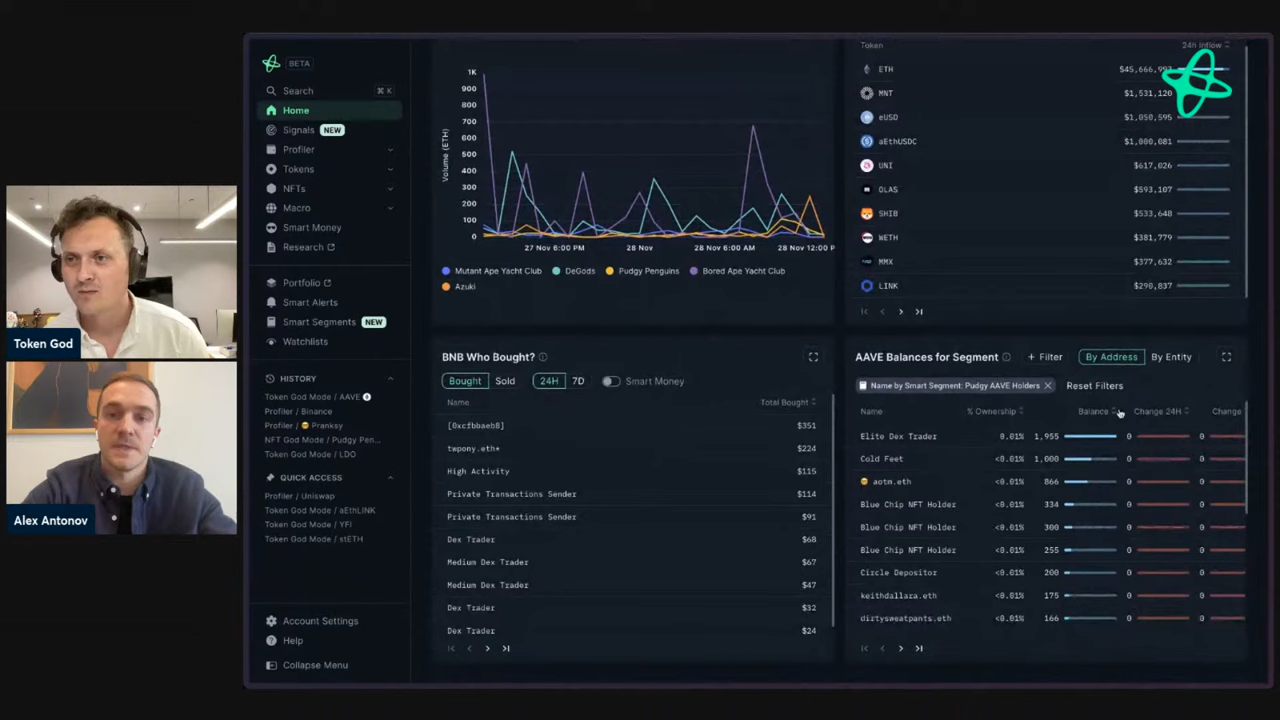 Token God
Alex Antonov
BETA
Search
⌘ K
Home
Signals NEW
Profiler
Tokens
NFTs
Macro
Smart Money
Research
Portfolio
Smart Alerts
Smart Segments NEW
Watchlists
HISTORY
Token God Mode / AAVE
Profiler / Binance
Profiler / Pranksy
NFT God Mode / Pudgy Pen...
Token God Mode / LDO
QUICK ACCESS
Profiler / Uniswap
Token God Mode / aEthLINK
Token God Mode / YFI
Token God Mode / stETH
Account Settings
Help
Collapse Menu
Volume (ETH)
1K
900
800
700
600
500
400
300
200
100
0
27 Nov 6:00 PM
28 Nov
28 Nov 6:00 AM
28 Nov 12:00 P
Mutant Ape Yacht Club
DeGods
Pudgy Penguins
Bored Ape Yacht Club
Azuki
Token 24h Inflow
ETH $45,666,997
MNT $1,531,120
eUSD $1,050,595
aEthUSDC $1,000,081
UNI $617,026
OLAS $593,107
SHIB $533,648
WETH $381,779
MMX $377,632
LINK $290,837
BNB Who Bought?
Bought Sold 24H 7D Smart Money
Name Total Bought
[0xcfbbaeb8] $351
twpony.eth+ $224
High Activity $115
Private Transactions Sender $114
Private Transactions Sender $91
Dex Trader $68
Medium Dex Trader $67
Medium Dex Trader $47
Dex Trader $32
Dex Trader $24
AAVE Balances for Segment + Filter By Address By Entity
Name by Smart Segment: Pudgy AAVE Holders Reset Filters
Name % Ownership Balance Change 24H Change
Elite Dex Trader 0.01% 1,955 0 0
Cold Feet <0.01% 1,000 0 0
aotm.eth <0.01% 866 0 0
Blue Chip NFT Holder <0.01% 334 0 0
Blue Chip NFT Holder <0.01% 300 0 0
Blue Chip NFT Holder <0.01% 255 0 0
Circle Depositor <0.01% 200 0 0
keithdallara.eth <0.01% 175 0 0
dirtysweatpants.eth <0.01% 166 0 0